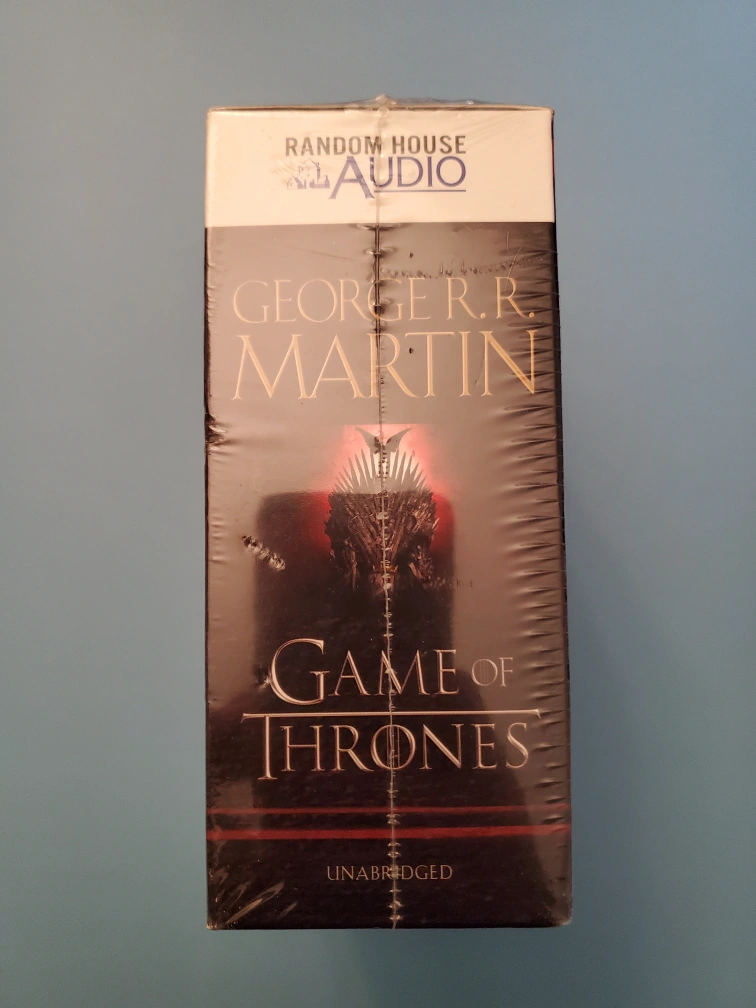 RANDOM HOUSE
AUDIO
GEORGE R.R.
MARTIN
GAME OF
THRONES
UNABRIDGED